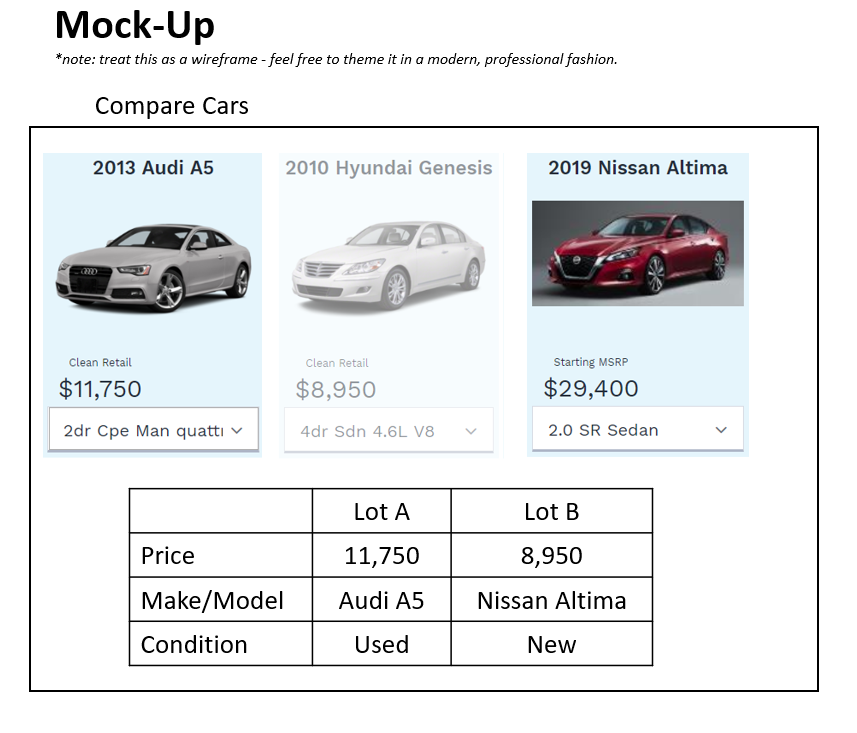 Mock-Up
*note: treat this as a wireframe - feel free to theme it in a modern, professional fashion.
Compare Cars
2013 Audi A5
Clean Retail
$11,750
2dr Cpe Man quattr
2010 Hyundai Genesis
Clean Retail
$8,950
4dr Sdn 4.6L V8
2019 Nissan Altima
Starting MSRP
$29,400
2.0 SR Sedan
Lot A Lot B
Price 11,750 8,950
Make/Model Audi A5 Nissan Altima
Condition Used New